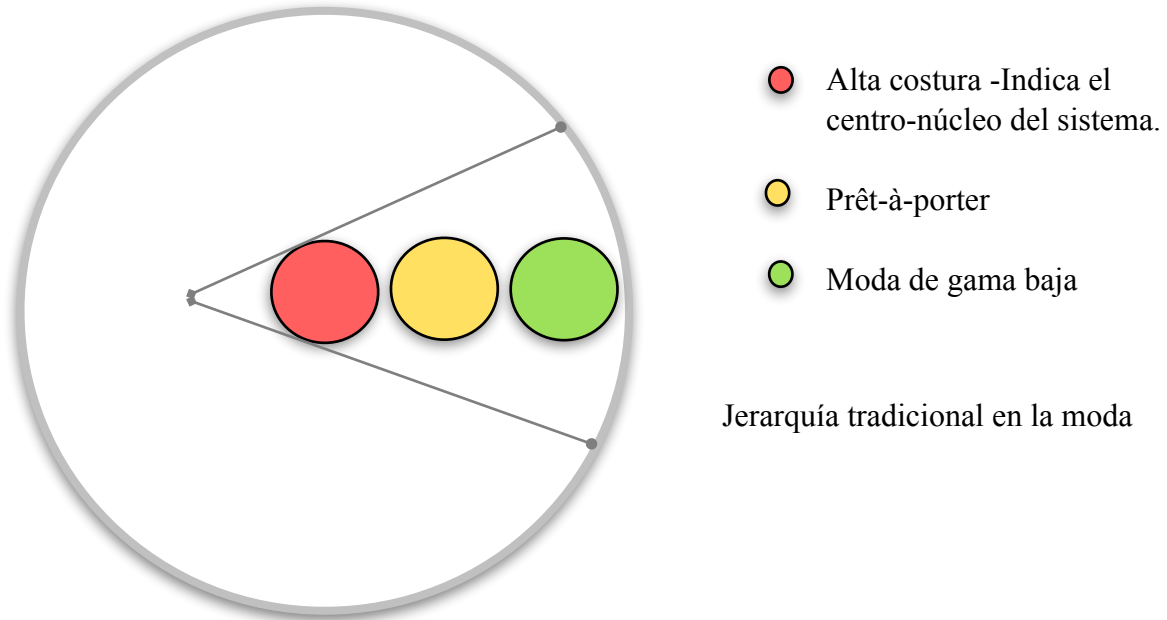 Alta costura -Indica el
centro-núcleo del sistema.
Prêt-à-porter
Moda de gama baja
Jerarquía tradicional en la moda